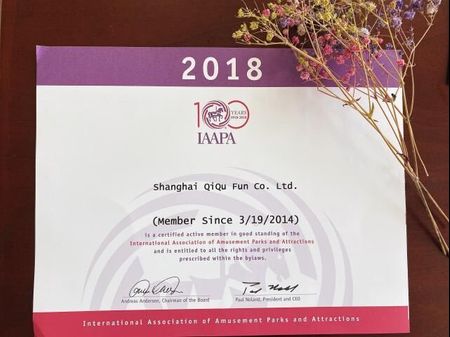 2018
100 YEARS
1918-2018
IAAPA
Shanghai QiQu Fun Co. Ltd.
(Member Since 3/19/2014)
is a certified active member in good standing of the
International Association of Amusement Parks and Attractions
and is entitled to all the rights and privileges
prescribed within the bylaws.
Andreas Andersen, Chairman of the Board
Paul Noland, President and CEO
International Association of Amusement Parks and Attractions